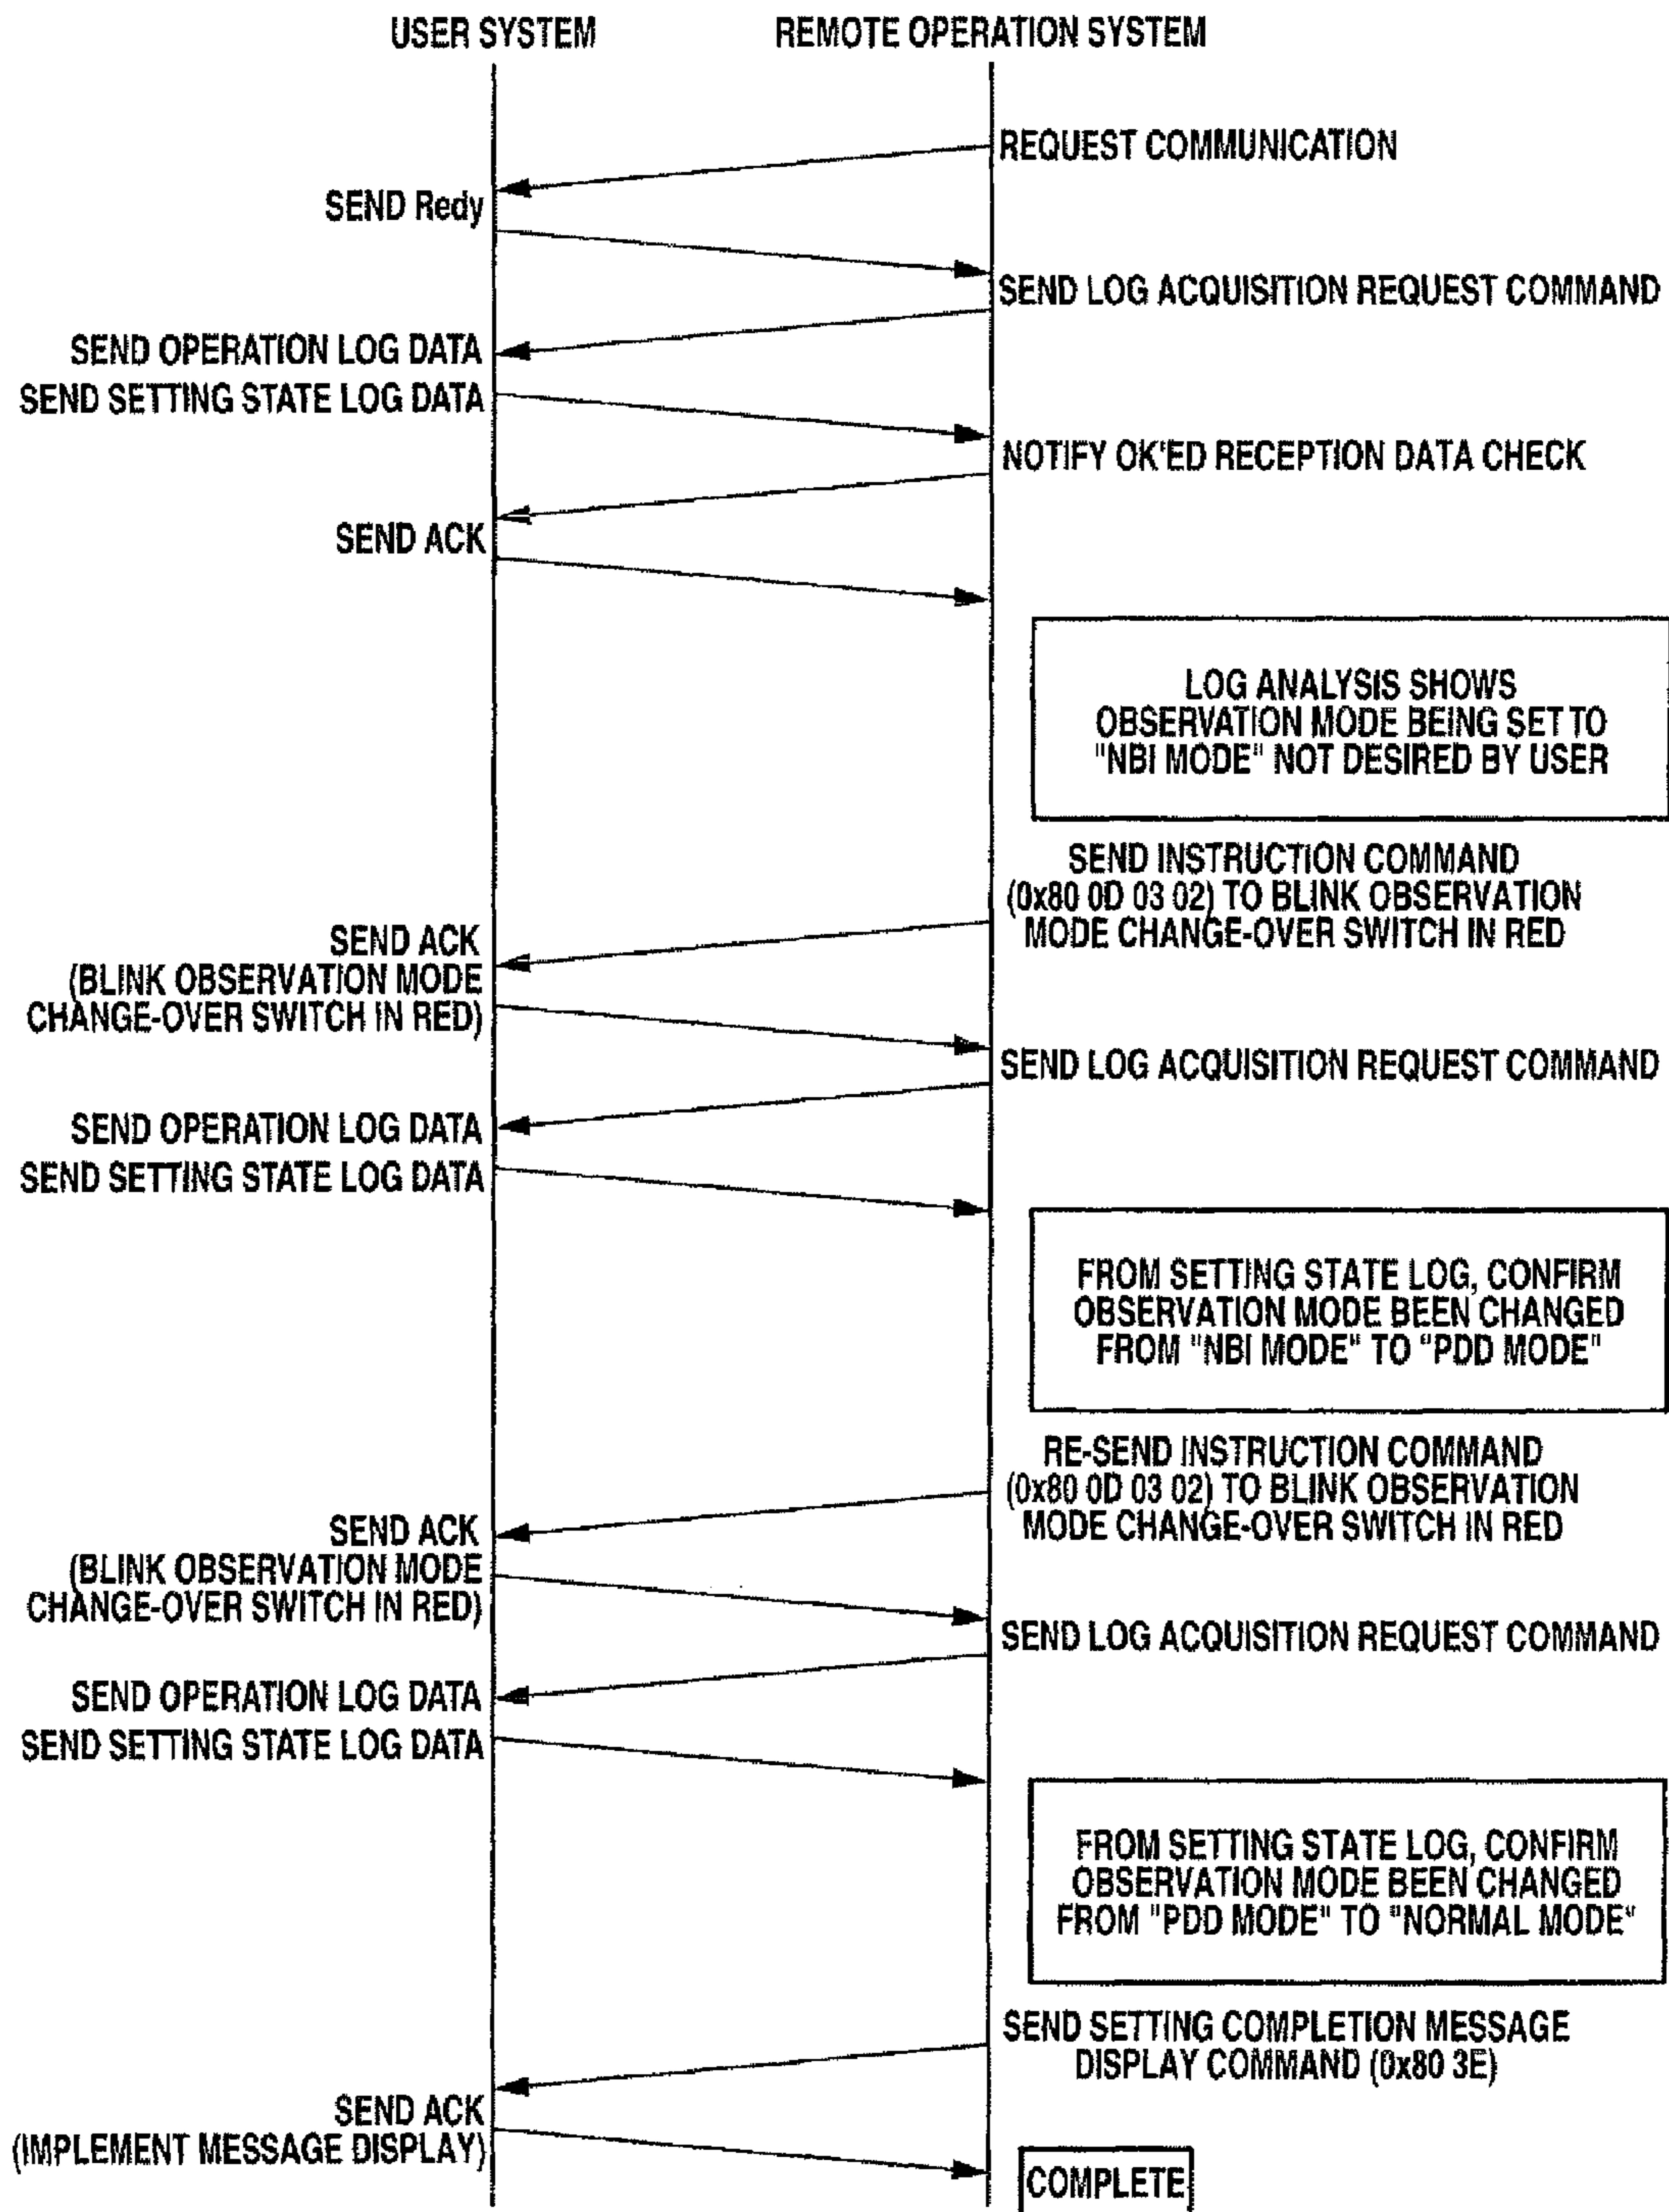 USER SYSTEM
REMOTE OPERATION SYSTEM
REQUEST COMMUNICATION
SEND Redy
SEND LOG ACQUISITION REQUEST COMMAND
SEND OPERATION LOG DATA
SEND SETTING STATE LOG DATA
NOTIFY OK'ED RECEPTION DATA CHECK
SEND ACK
LOG ANALYSIS SHOWS
OBSERVATION MODE BEING SET TO
"NBI MODE" NOT DESIRED BY USER
SEND INSTRUCTION COMMAND
(0x80 0D 03 02) TO BLINK OBSERVATION
MODE CHANGE-OVER SWITCH IN RED
SEND ACK
(BLINK OBSERVATION MODE
CHANGE-OVER SWITCH IN RED)
SEND LOG ACQUISITION REQUEST COMMAND
SEND OPERATION LOG DATA
SEND SETTING STATE LOG DATA
FROM SETTING STATE LOG, CONFIRM
OBSERVATION MODE BEEN CHANGED
FROM "NBI MODE" TO "PDD MODE"
RE-SEND INSTRUCTION COMMAND
(0x80 0D 03 02) TO BLINK OBSERVATION
MODE CHANGE-OVER SWITCH IN RED
SEND ACK
(BLINK OBSERVATION MODE
CHANGE-OVER SWITCH IN RED)
SEND LOG ACQUISITION REQUEST COMMAND
SEND OPERATION LOG DATA
SEND SETTING STATE LOG DATA
FROM SETTING STATE LOG, CONFIRM
OBSERVATION MODE BEEN CHANGED
FROM "PDD MODE" TO "NORMAL MODE"
SEND SETTING COMPLETION MESSAGE
DISPLAY COMMAND (0x80 3E)
SEND ACK
(IMPLEMENT MESSAGE DISPLAY)
COMPLETE